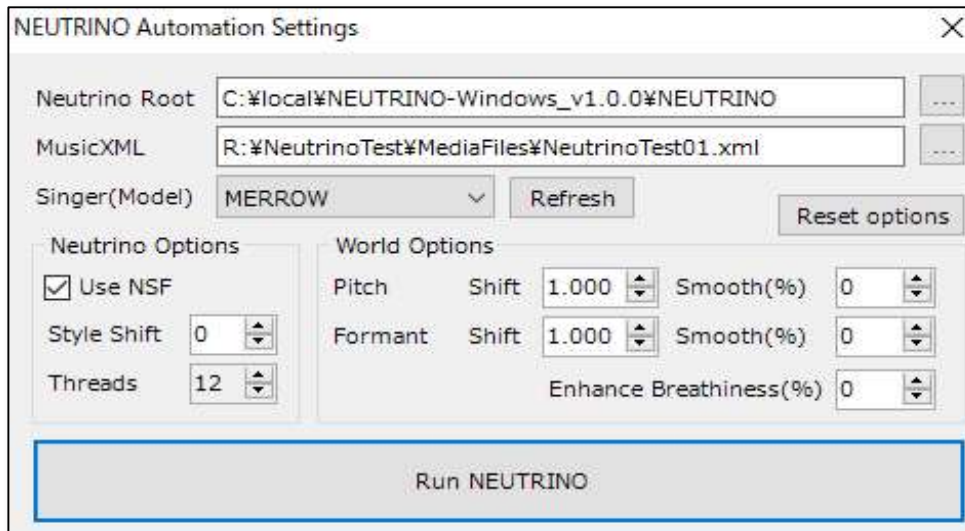 NEUTRINO Automation Settings
Neutrino Root C:¥local¥NEUTRINO-Windows_v1.0.0¥NEUTRINO ...
MusicXML R:¥NeutrinoTest¥MediaFiles¥NeutrinoTest01.xml ...
Singer(Model) MERROW Refresh
Reset options
Neutrino Options
Use NSF
Style Shift 0
Threads 12
World Options
Pitch Shift 1.000 Smooth(%) 0
Formant Shift 1.000 Smooth(%) 0
Enhance Breathiness(%) 0
Run NEUTRINO